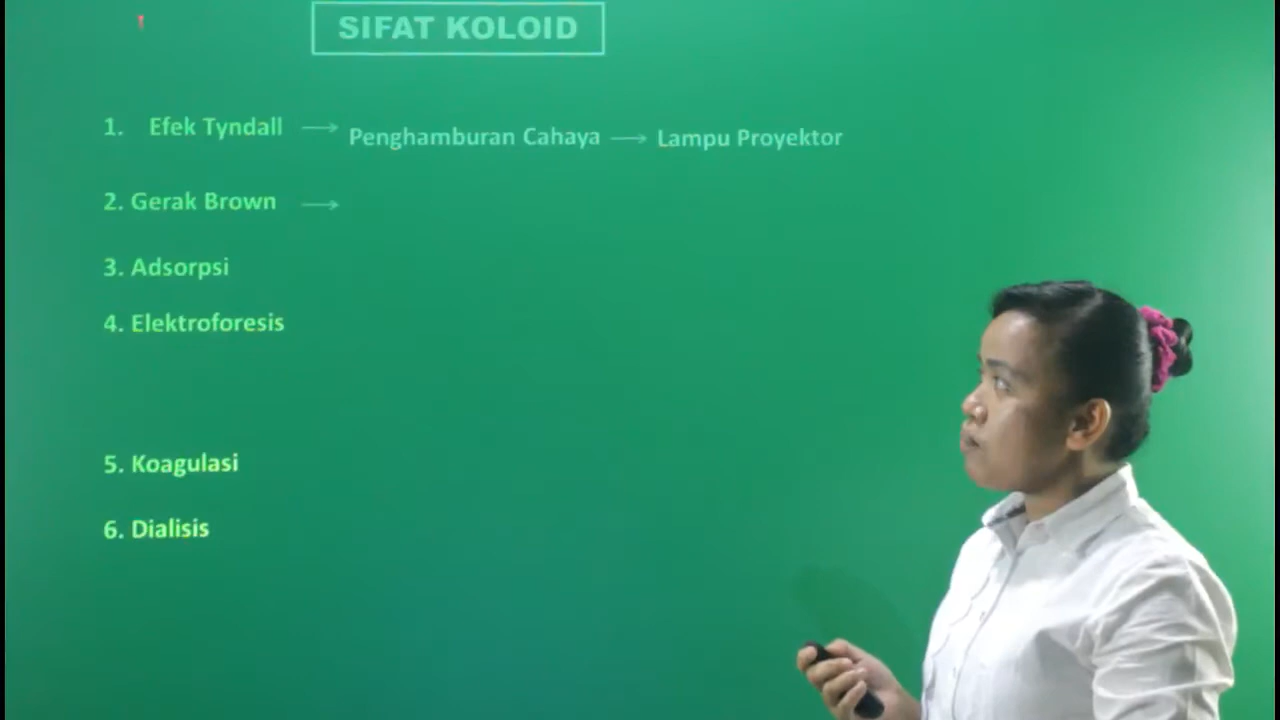 SIFAT KOLOID
1. Efek Tyndall → Penghamburan Cahaya → Lampu Proyektor
2. Gerak Brown →
3. Adsorpsi
4. Elektroforesis
5. Koagulasi
6. Dialisis